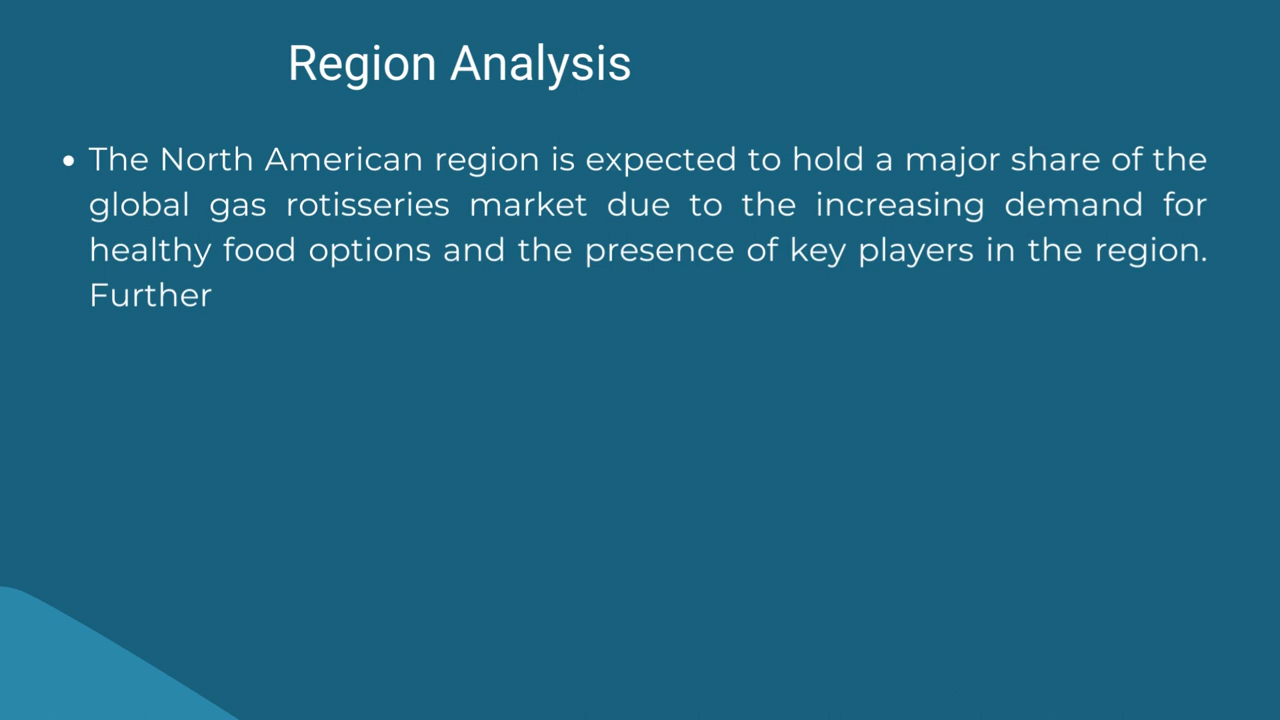 Region Analysis
• The North American region is expected to hold a major share of the
global gas rotisseries market due to the increasing demand for
healthy food options and the presence of key players in the region.
Further